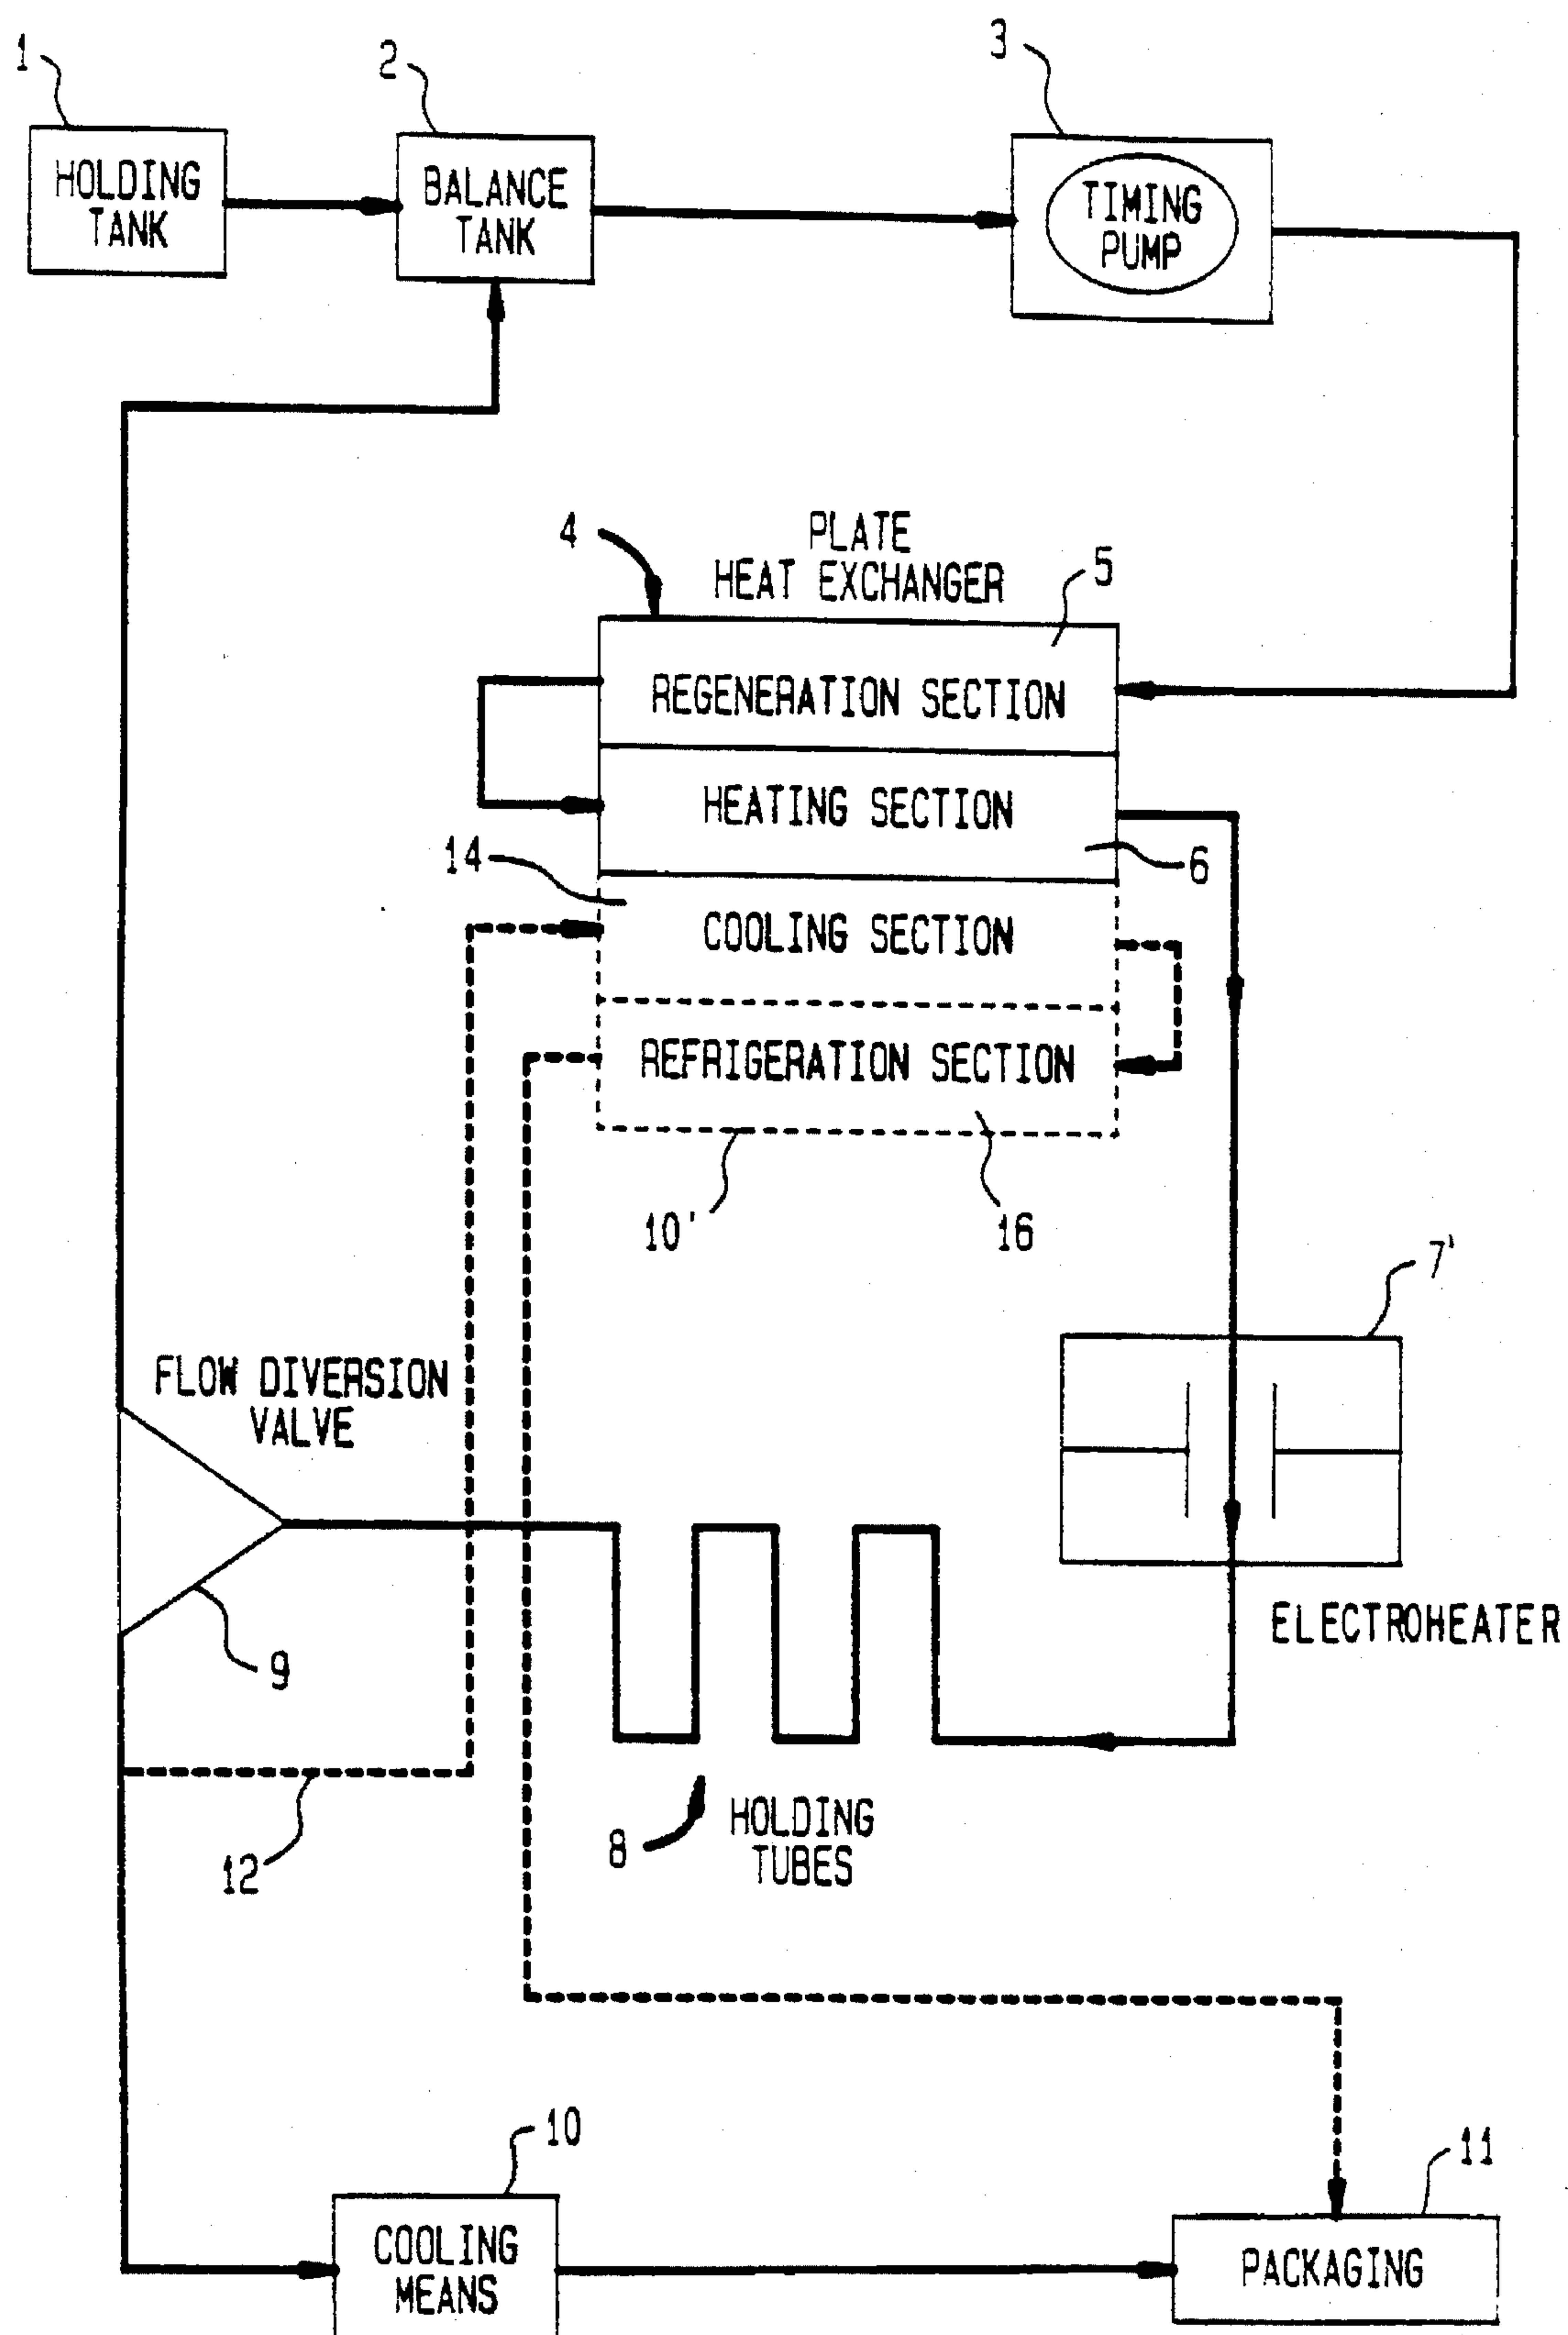 1
2
3
HOLDING
TANK
BALANCE
TANK
TIMING
PUMP
4
PLATE
HEAT EXCHANGER
5
REGENERATION SECTION
HEATING SECTION
14
6
COOLING SECTION
REFRIGERATION SECTION
10'
16
7'
FLOW DIVERSION
VALVE
9
ELECTROHEATER
12
8
HOLDING
TUBES
10
11
COOLING
MEANS
PACKAGING